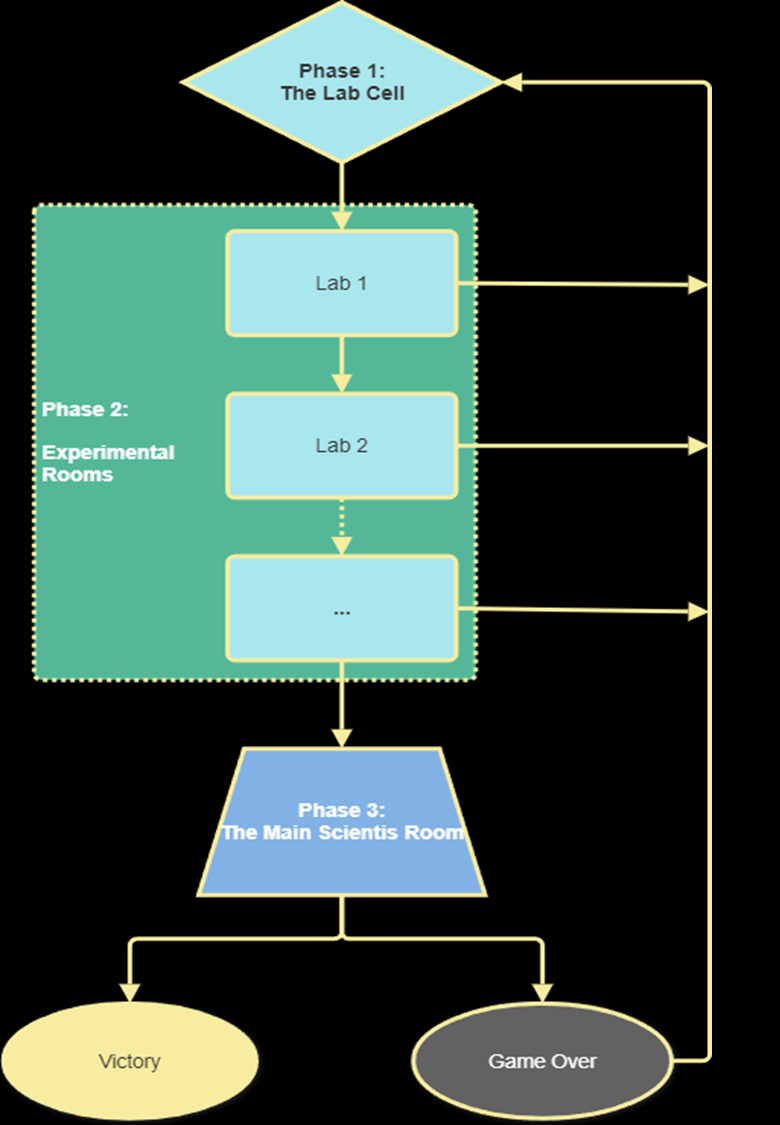 Phase 1:
The Lab Cell
Lab 1
Phase 2:
Experimental
Rooms
Lab 2
...
Phase 3:
The Main Scientis Room
Victory
Game Over